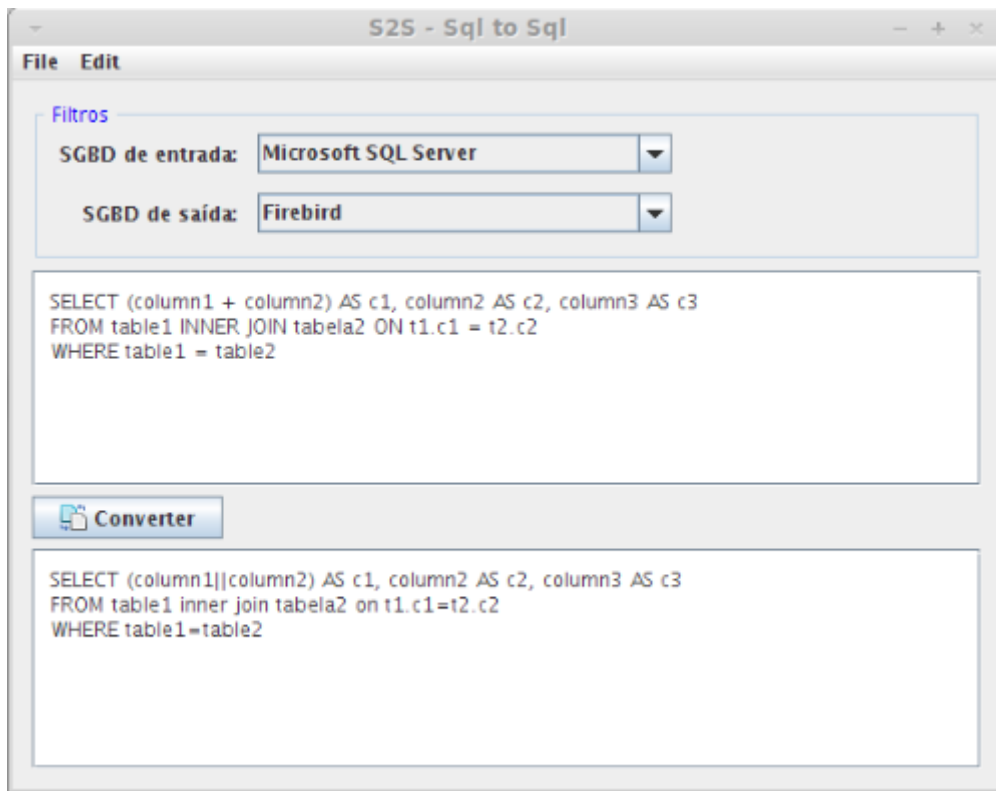 S2S - Sql to Sql
File Edit
Filtros
SGBD de entrada: Microsoft SQL Server
SGBD de saída: Firebird
SELECT (column1 + column2) AS c1, column2 AS c2, column3 AS c3
FROM table1 INNER JOIN tabela2 ON t1.c1 = t2.c2
WHERE table1 = table2
Converter
SELECT (column1||column2) AS c1, column2 AS c2, column3 AS c3
FROM table1 inner join tabela2 on t1.c1=t2.c2
WHERE table1=table2